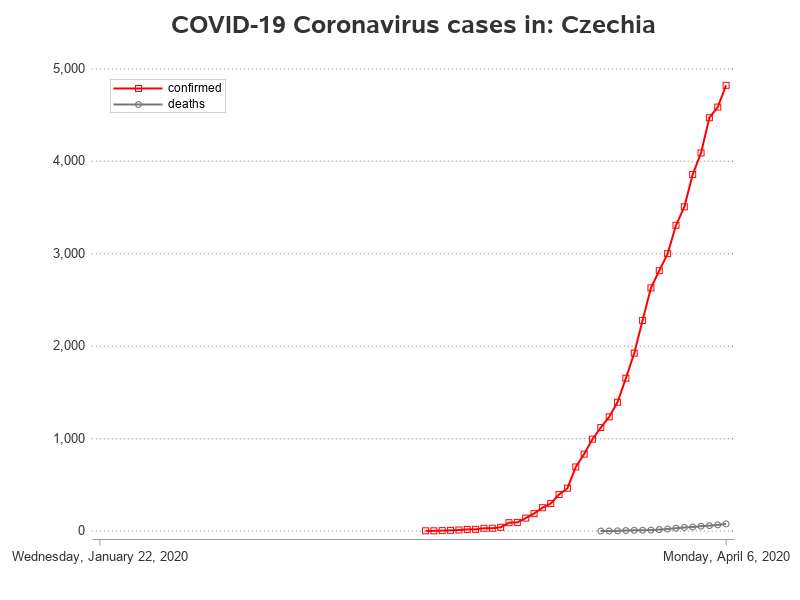 COVID-19 Coronavirus cases in: Czechia
5,000
confirmed
deaths
4,000
3,000
2,000
1,000
0
Wednesday, January 22, 2020
Monday, April 6, 2020